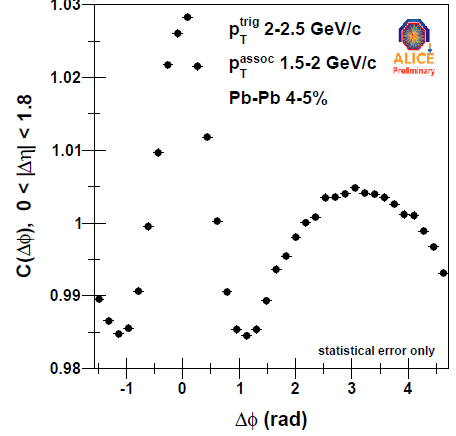 1.03
1.02
1.01
1
0.99
0.98
C(Δϕ), 0 < |Δη| < 1.8
p_T^trig 2-2.5 GeV/c
p_T^assoc 1.5-2 GeV/c
Pb-Pb 4-5%
ALICE
Preliminary
statistical error only
-1 0 1 2 3 4
Δϕ (rad)